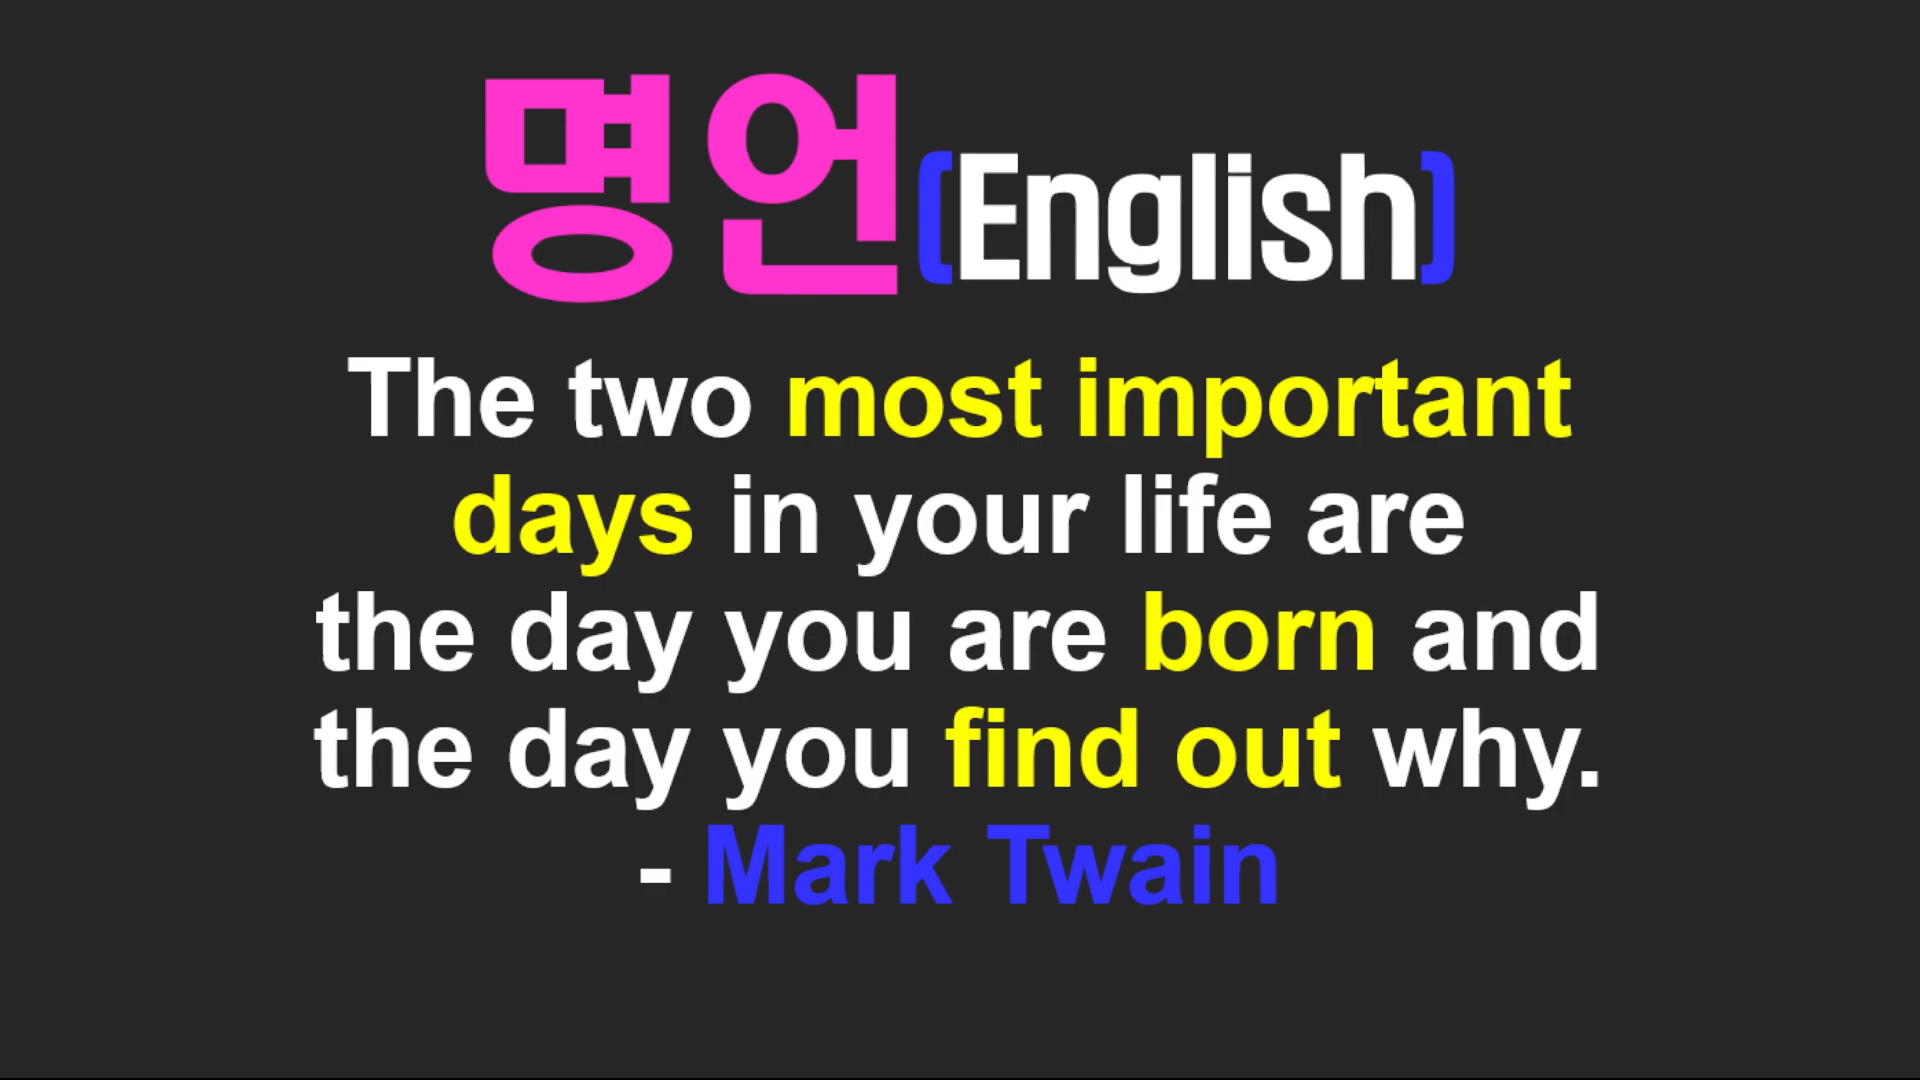 명언(English)
The two most important
days in your life are
the day you are born and
the day you find out why.
- Mark Twain